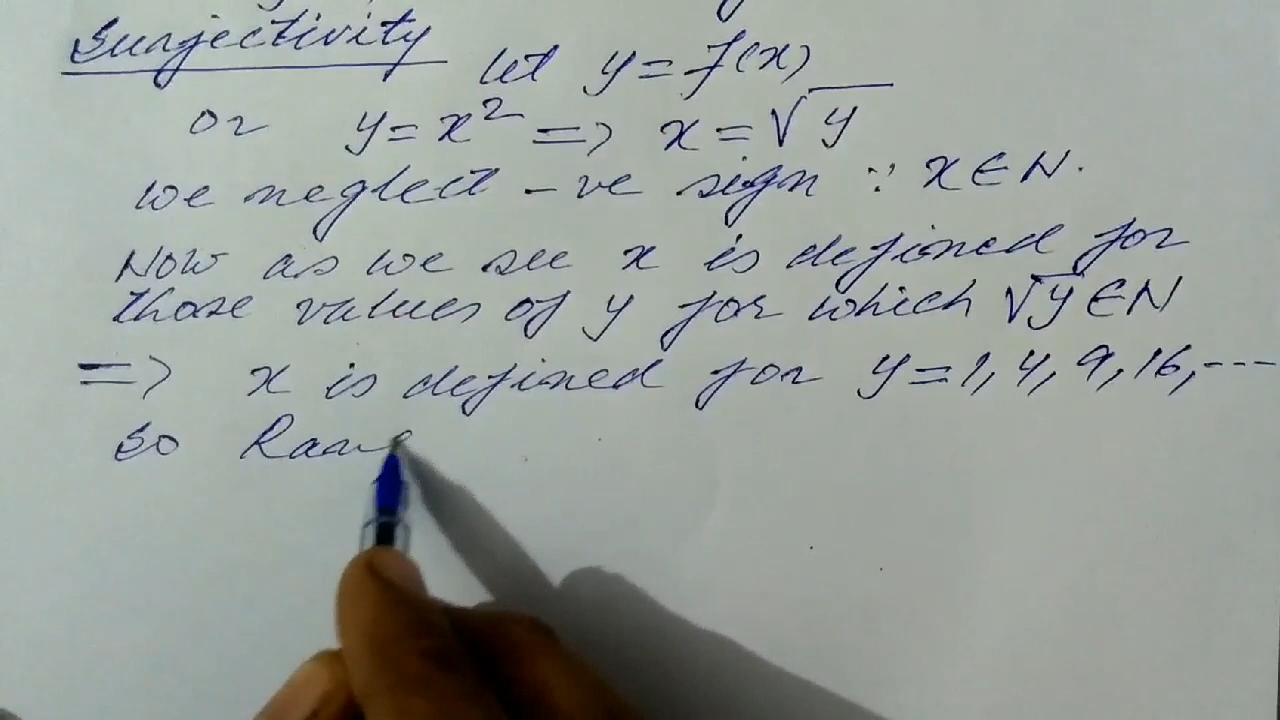 Surjectivity let y = f(x)
or y = x² => x = √y
we neglect -ve sign ∵ x ∈ N.
Now as we see x is defined for
those values of y for which √y ∈ N
=> x is defined for y = 1, 4, 9, 16, ---
so